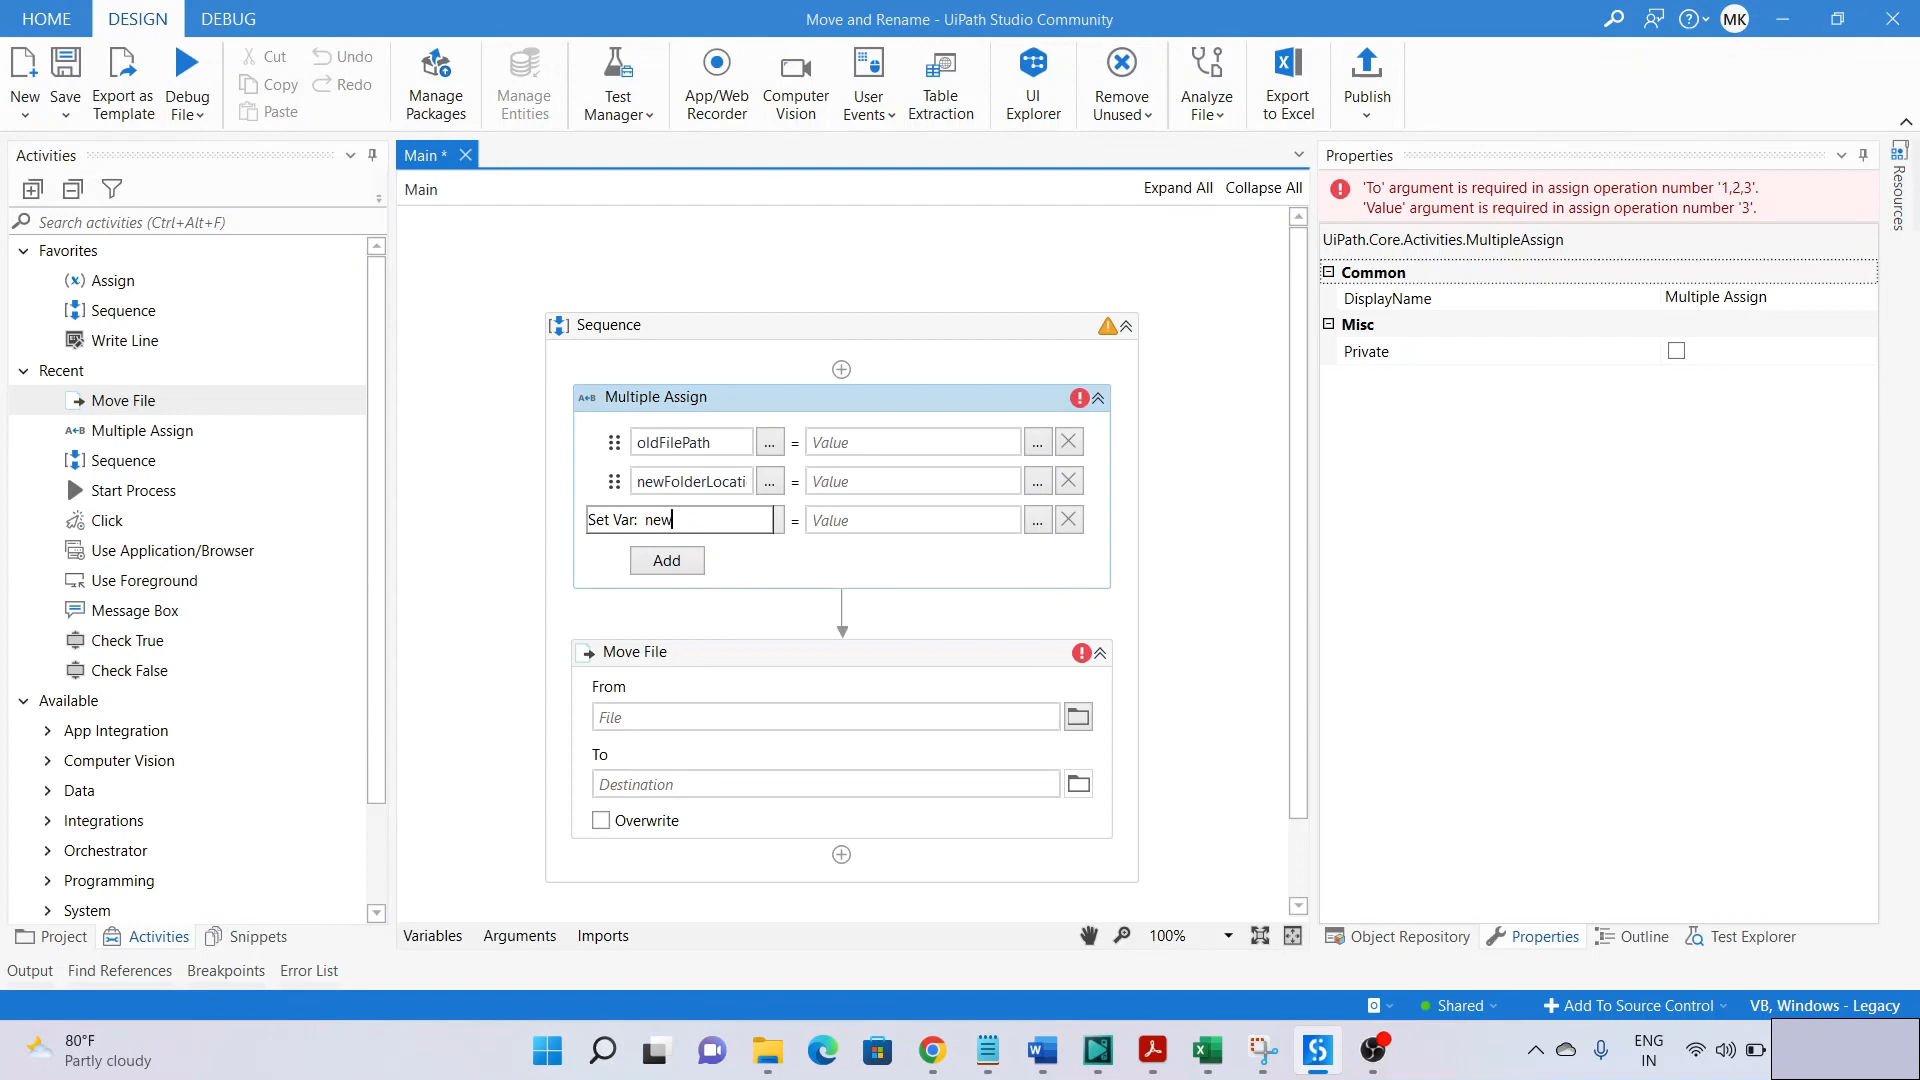 HOME DESIGN DEBUG Move and Rename - UiPath Studio Community MK
New Save Export as Template Debug File Cut Copy Paste Undo Redo Manage Packages Manage Entities Test Manager App/Web Recorder Computer Vision User Events Table Extraction UI Explorer Remove Unused Analyze File Export to Excel Publish
Activities
Search activities (Ctrl+Alt+F)
Favorites
Assign
Sequence
Write Line
Recent
Move File
Multiple Assign
Sequence
Start Process
Click
Use Application/Browser
Use Foreground
Message Box
Check True
Check False
Available
App Integration
Computer Vision
Data
Integrations
Orchestrator
Programming
System
Project Activities Snippets
Main *
Main Expand All Collapse All
Sequence
A+B Multiple Assign
oldFilePath ... = Value ...
newFolderLocati ... = Value ...
Set Var: new = Value ...
Add
Move File
From
File
To
Destination
Overwrite
Variables Arguments Imports 100%
Properties
'To' argument is required in assign operation number '1,2,3'.
'Value' argument is required in assign operation number '3'.
UiPath.Core.Activities.MultipleAssign
Common
DisplayName Multiple Assign
Misc
Private
Resources
Object Repository Properties Outline Test Explorer
Output Find References Breakpoints Error List
Shared Add To Source Control VB, Windows - Legacy
80°F
Partly cloudy
ENG
IN